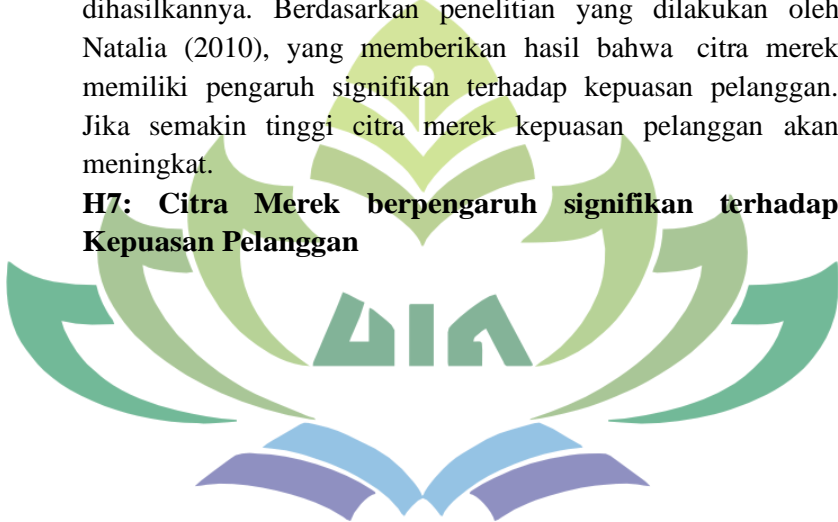 dihasilkannya. Berdasarkan penelitian yang dilakukan oleh
Natalia (2010), yang memberikan hasil bahwa citra merek
memiliki pengaruh signifikan terhadap kepuasan pelanggan.
Jika semakin tinggi citra merek kepuasan pelanggan akan
meningkat.
H7: Citra Merek berpengaruh signifikan terhadap
Kepuasan Pelanggan
UIN